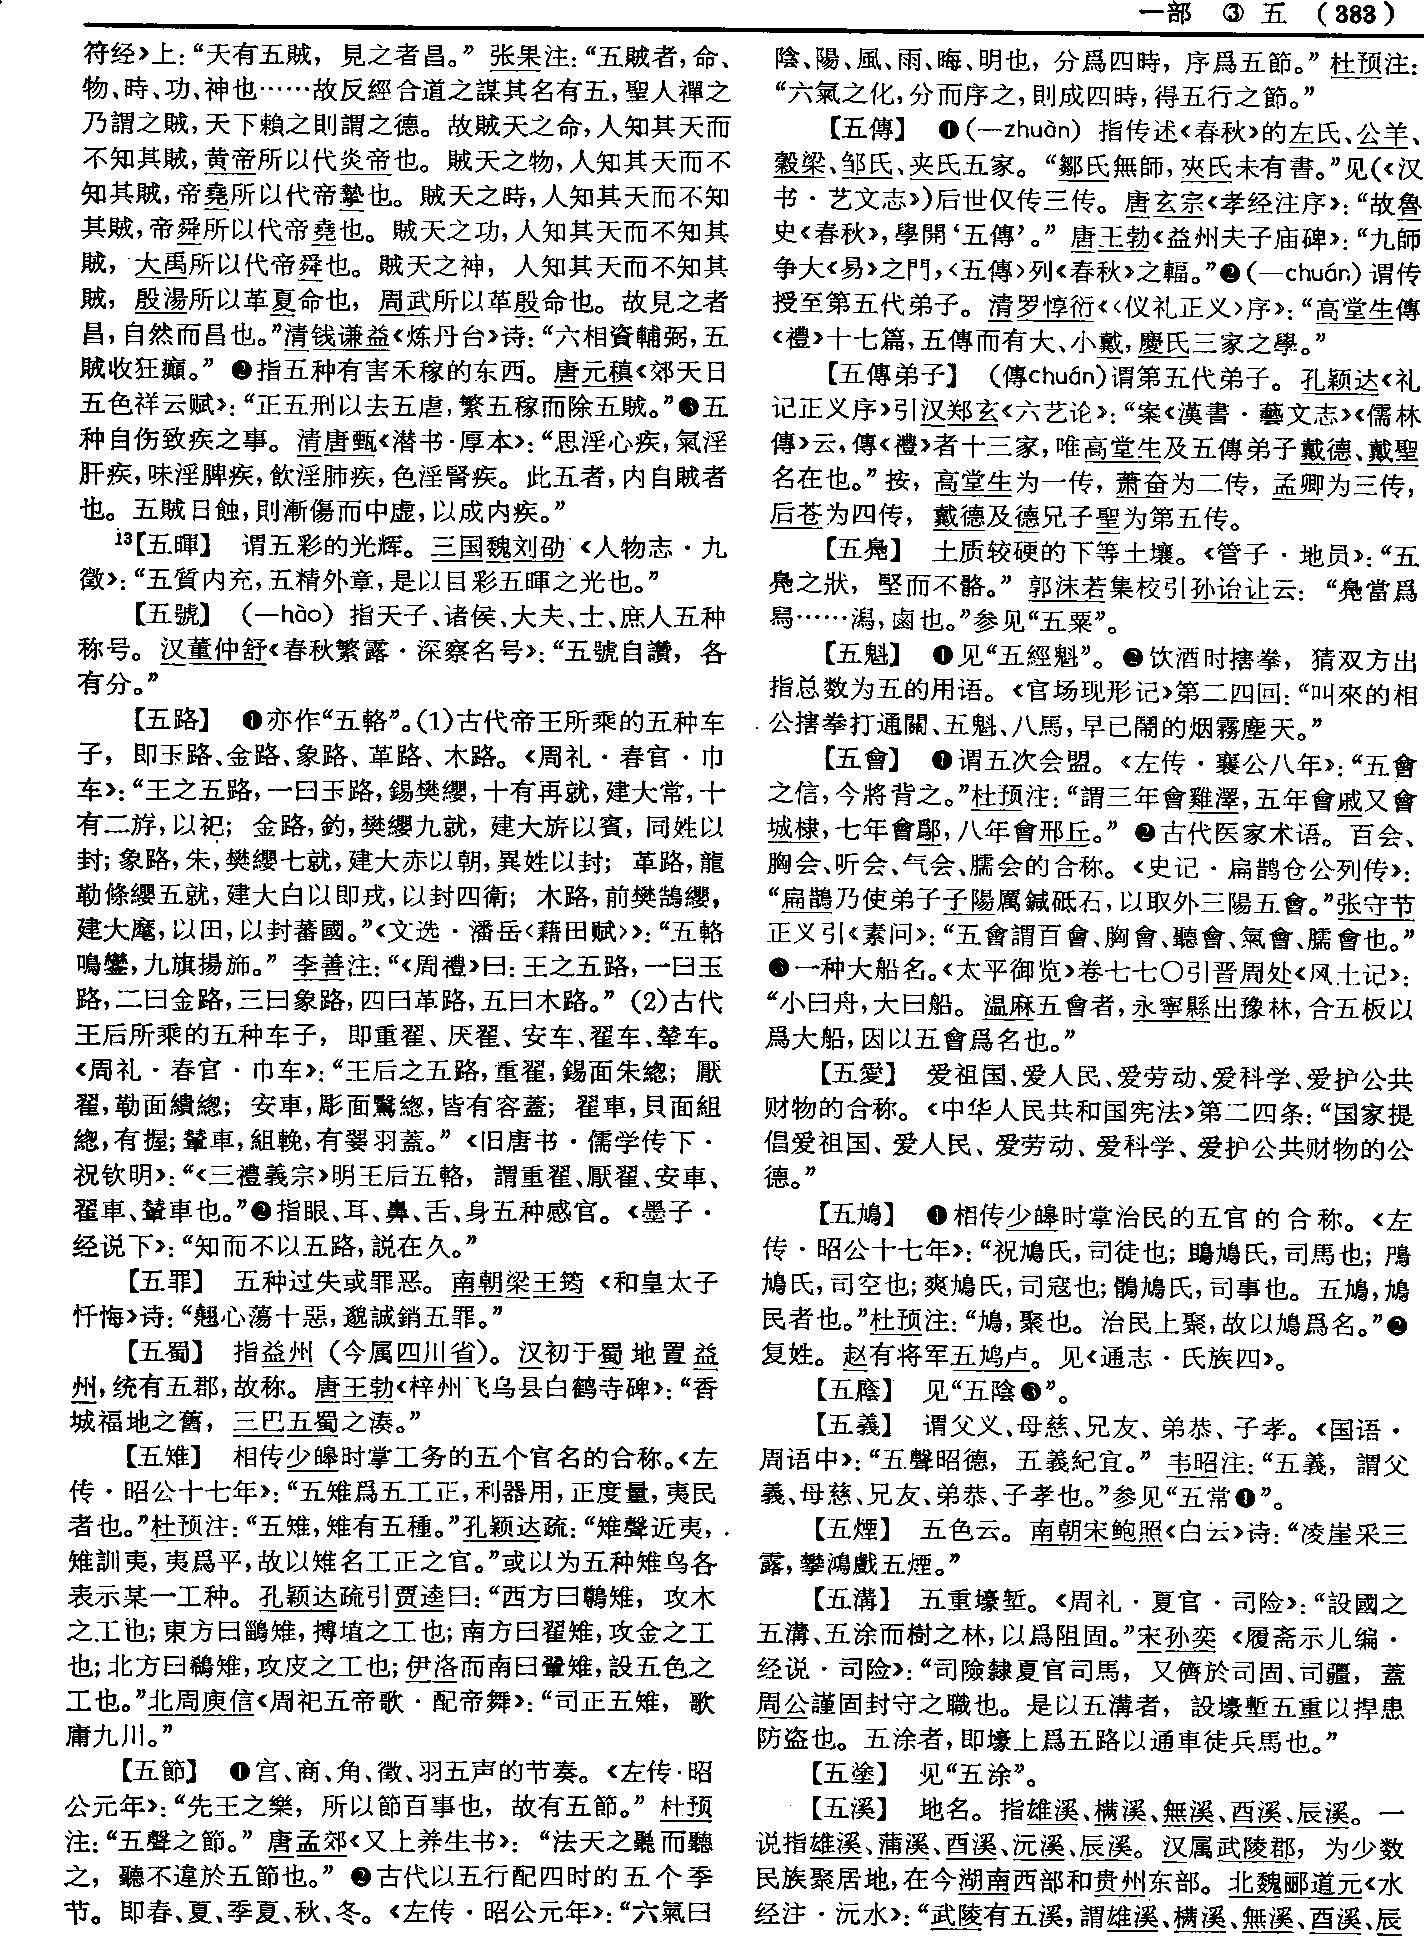 一部 ③ 五 （383）
符经》上：“天有五賊，見之者昌。” 张果注：“五賊者，命、
物、時、功、神也……故反經合道之謀其名有五，聖人禪之
乃謂之賊，天下賴之則謂之德。故賊天之命，人知其天而
不知其賊，黄帝所以代炎帝也。賊天之物，人知其天而不
知其賊，帝堯所以代帝摯也。賊天之時，人知其天而不知
其賊，帝舜所以代帝堯也。賊天之功，人知其天而不知其
賊，大禹所以代帝舜也。賊天之神，人知其天而不知其
賊，殷湯所以革夏命也，周武所以革殷命也。故見之者
昌，自然而昌也。”清钱谦益《炼丹台》诗：“六相資輔弼，五
賊收狂癲。” ❷指五种有害禾稼的东西。唐元稹《郊天日
五色祥云赋》：“正五刑以去五虐，繁五稼而除五賊。”❸五
种自伤致疾之事。清唐甄《潜书·厚本》：“思淫心疾，氣淫
肝疾，味淫脾疾，飲淫肺疾，色淫腎疾。此五者，内自賊者
也。五賊日蝕，則漸傷而中虚，以成内疾。”
13【五暉】 谓五彩的光辉。三国魏刘劭《人物志·九
徵》：“五質内充，五精外章，是以目彩五暉之光也。”
【五號】 （—hào）指天子、诸侯、大夫、士、庶人五种
称号。汉董仲舒《春秋繁露·深察名号》：“五號自讚，各
有分。”
【五路】 ❶亦作“五輅”。(1)古代帝王所乘的五种车
子，即玉路、金路、象路、革路、木路。《周礼·春官·巾
车》：“王之五路，一曰玉路，錫樊纓，十有再就，建大常，十
有二斿，以祀；金路，鈎，樊纓九就，建大旂以賓，同姓以
封；象路，朱，樊纓七就，建大赤以朝，異姓以封；革路，龍
勒條纓五就，建大白以即戎，以封四衛；木路，前樊鵠纓，
建大麾，以田，以封蕃國。”《文选·潘岳〈藉田赋〉》：“五輅
鳴鑾，九旗揚斾。” 李善注：“《周禮》曰：王之五路，一曰玉
路，二曰金路，三曰象路，四曰革路，五曰木路。” (2)古代
王后所乘的五种车子，即重翟、厌翟、安车、翟车、辇车。
《周礼·春官·巾车》：“王后之五路，重翟，錫面朱緫；厭
翟，勒面繢緫；安車，彫面鷖緫，皆有容蓋；翟車，貝面組
緫，有握；輦車，組輓，有翣羽蓋。” 《旧唐书·儒学传下·
祝钦明》：“《三禮義宗》明王后五輅，謂重翟、厭翟、安車、
翟車、輦車也。”❷指眼、耳、鼻、舌、身五种感官。《墨子·
经说下》：“知而不以五路，説在久。”
【五罪】 五种过失或罪恶。南朝梁王筠《和皇太子
忏悔》诗：“翹心蕩十惡，邈誠銷五罪。”
【五蜀】 指益州（今属四川省）。汉初于蜀地置益
州，统有五郡，故称。唐王勃《梓州飞乌县白鹤寺碑》：“香
城福地之舊，三巴五蜀之湊。”
【五雉】 相传少皞时掌工务的五个官名的合称。《左
传·昭公十七年》：“五雉爲五工正，利器用，正度量，夷民
者也。”杜预注：“五雉，雉有五種。”孔颖达疏：“雉聲近夷，
雉訓夷，夷爲平，故以雉名工正之官。”或以为五种雉鸟各
表示某一工种。孔颖达疏引贾逵曰：“西方曰鷷雉，攻木
之工也；東方曰鶅雉，搏埴之工也；南方曰翟雉，攻金之工
也；北方曰鵗雉，攻皮之工也；伊洛而南曰翬雉，設五色之
工也。”北周庾信《周祀五帝歌·配帝舞》：“司正五雉，歌
庸九川。”
【五節】 ❶宫、商、角、徵、羽五声的节奏。《左传·昭
公元年》：“先王之樂，所以節百事也，故有五節。” 杜预
注：“五聲之節。” 唐孟郊《又上养生书》：“法天之聽而聽
之，聽不違於五節也。” ❷古代以五行配四时的五个季
节。即春、夏、季夏、秋、冬。《左传·昭公元年》：“六氣曰
陰、陽、風、雨、晦、明也，分爲四時，序爲五節。” 杜预注：
“六氣之化，分而序之，則成四時，得五行之節。”
【五傳】 ❶(—zhuàn) 指传述《春秋》的左氏、公羊、
穀梁、邹氏、夹氏五家。“鄒氏無師，夾氏未有書。”见(《汉
书·艺文志》)后世仅传三传。唐玄宗《孝经注序》：“故魯
史《春秋》，學開‘五傳’。” 唐王勃《益州夫子庙碑》：“九師
争大《易》之門，〈五傳〉列《春秋》之輻。”❷(—chuán) 谓传
授至第五代弟子。清罗惇衍《〈仪礼正义〉序》：“高堂生傳
《禮》十七篇，五傳而有大、小戴，慶氏三家之學。”
【五傳弟子】 （傳chuán）谓第五代弟子。孔颖达《礼
记正义序》引汉郑玄《六艺论》：“案《漢書·藝文志》《儒林
傳》云，傳《禮》者十三家，唯高堂生及五傳弟子戴德、戴聖
名在也。” 按，高堂生为一传，萧奋为二传，孟卿为三传，
后苍为四传，戴德及德兄子聖为第五传。
【五鳧】 土质较硬的下等土壤。《管子·地员》：“五
鳧之狀，堅而不骼。” 郭沫若集校引孙诒让云：“鳧當爲
舄……潟，鹵也。”参见“五粟”。
【五魁】 ❶见“五經魁”。❷饮酒时搳拳，猜双方出
指总数为五的用语。《官场现形记》第二四回：“叫來的相
公搳拳打通關、五魁、八馬，早已鬧的烟霧塵天。”
【五會】 ❶谓五次会盟。《左传·襄公八年》：“五會
之信，今將背之。”杜预注：“謂三年會雞澤，五年會戚又會
城棣，七年會鄬，八年會邢丘。” ❷古代医家术语。百会、
胸会、听会、气会、臑会的合称。《史记·扁鹊仓公列传》：
“扁鵲乃使弟子子陽厲鍼砥石，以取外三陽五會。”张守节
正义引《素问》：“五會謂百會、胸會、聽會、氣會、臑會也。”
❸一种大船名。《太平御览》卷七七〇引晋周处《风土记》：
“小曰舟，大曰船。温麻五會者，永寧縣出豫林，合五板以
爲大船，因以五會爲名也。”
【五愛】 爱祖国、爱人民、爱劳动、爱科学、爱护公共
财物的合称。《中华人民共和国宪法》第二四条：“国家提
倡爱祖国、爱人民、爱劳动、爱科学、爱护公共财物的公
德。”
【五鳩】 ❶相传少皞时掌治民的五官的合称。《左
传·昭公十七年》：“祝鳩氏，司徒也；鴡鳩氏，司馬也；鳲
鳩氏，司空也；爽鳩氏，司寇也；鶻鳩氏，司事也。五鳩，鳩
民者也。”杜预注：“鳩，聚也。治民上聚，故以鳩爲名。”❷
复姓。赵有将军五鸠卢。见《通志·氏族四》。
【五廕】 见“五陰❸”。
【五義】 谓父义、母慈、兄友、弟恭、子孝。《国语·
周语中》：“五聲昭德，五義紀宜。” 韦昭注：“五義，謂父
義、母慈、兄友、弟恭、子孝也。”参见“五常❶”。
【五煙】 五色云。南朝宋鲍照《白云》诗：“凌崖采三
露，攀鴻戲五煙。”
【五溝】 五重壕堑。《周礼·夏官·司险》：“設國之
五溝、五涂而樹之林，以爲阻固。”宋孙奕《履斋示儿编·
经说·司险》：“司險隸夏官司馬，又儕於司固、司疆，蓋
周公謹固封守之職也。是以五溝者，設壕塹五重以捍患
防盗也。五涂者，即壕上爲五路以通車徒兵馬也。”
【五塗】 见“五涂”。
【五溪】 地名。指雄溪、樠溪、無溪、酉溪、辰溪。一
说指雄溪、蒲溪、酉溪、沅溪、辰溪。汉属武陵郡，为少数
民族聚居地，在今湖南西部和贵州东部。北魏郦道元《水
经注·沅水》：“武陵有五溪，謂雄溪、樠溪、無溪、酉溪、辰